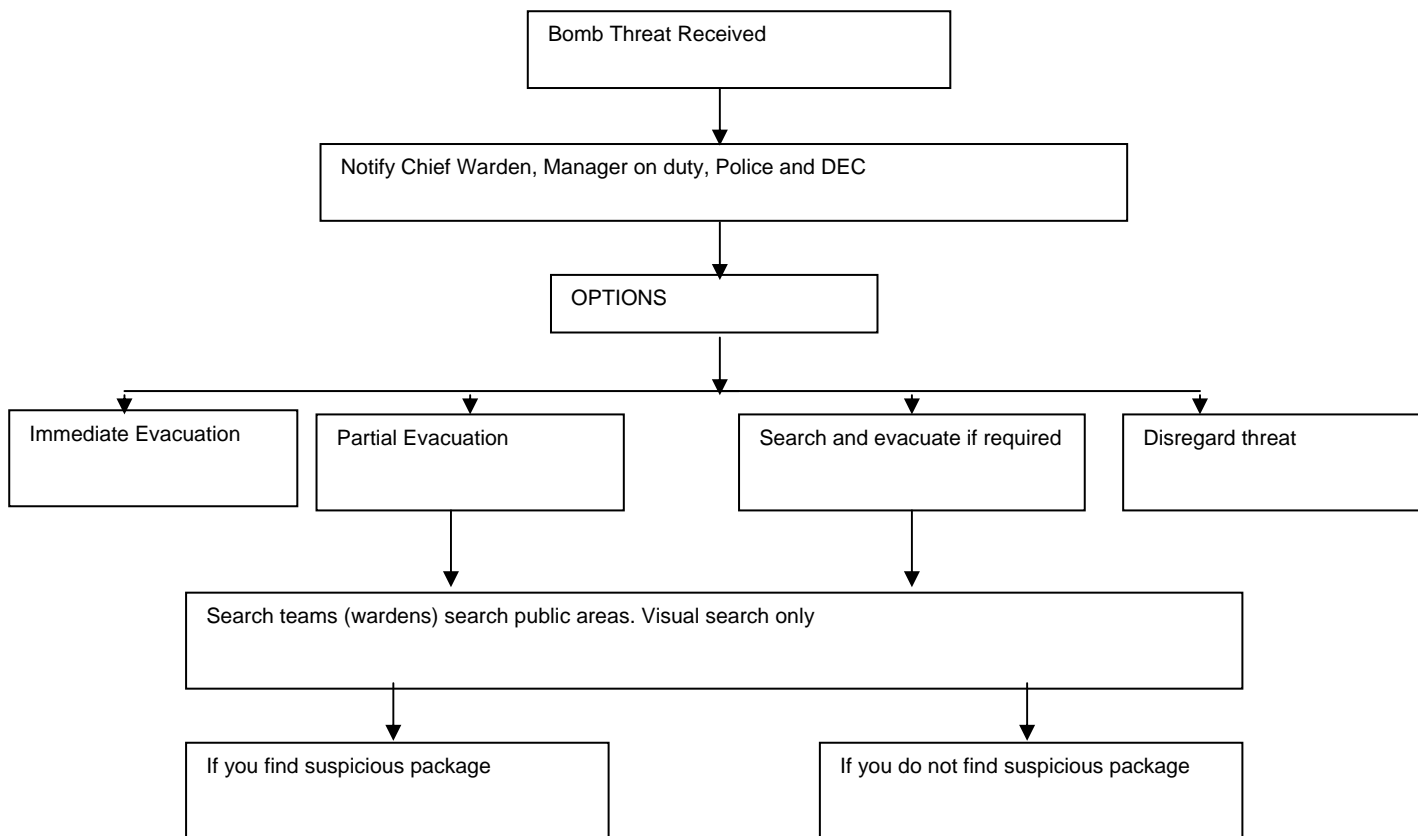 Bomb Threat Received
Notify Chief Warden, Manager on duty, Police and DEC
OPTIONS
Immediate Evacuation
Partial Evacuation
Search and evacuate if required
Disregard threat
Search teams (wardens) search public areas. Visual search only
If you find suspicious package
If you do not find suspicious package